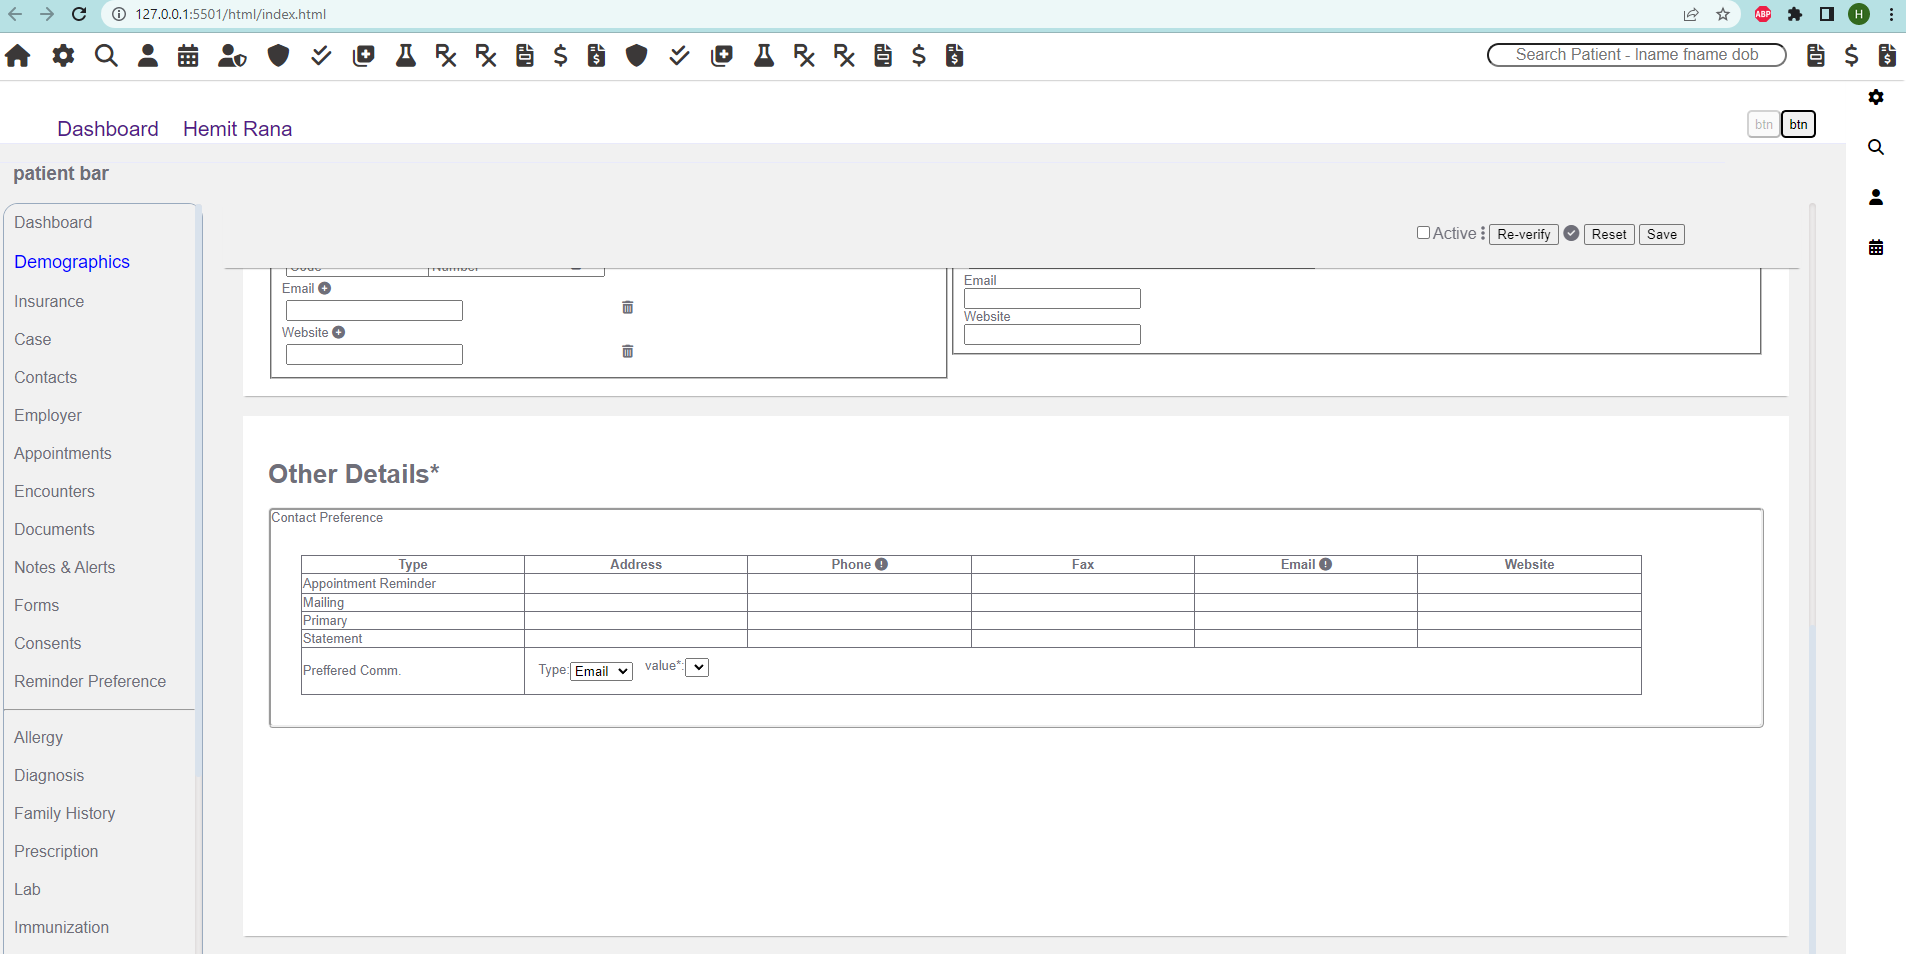 127.0.0.1:5501/html/index.html
ABP
H
Search Patient - lname fname dob
Dashboard Hemit Rana
btn btn
patient bar
Dashboard
Demographics
Insurance
Case
Contacts
Employer
Appointments
Encounters
Documents
Notes & Alerts
Forms
Consents
Reminder Preference
Allergy
Diagnosis
Family History
Prescription
Lab
Immunization
Active Re-verify Reset Save
Code Number
Email
Website
Email
Website
Other Details*
Contact Preference
Type Address Phone Fax Email Website
Appointment Reminder
Mailing
Primary
Statement
Preffered Comm. Type: Email value*: